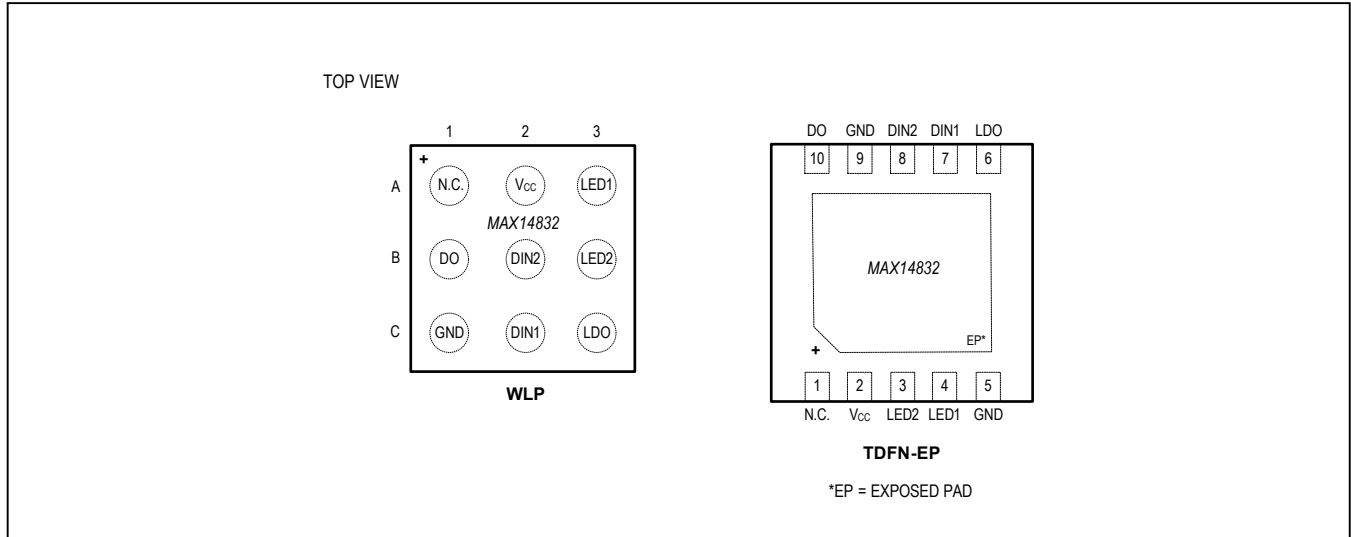 TOP VIEW
1 2 3
+
A N.C. VCC LED1
MAX14832
B DO DIN2 LED2
C GND DIN1 LDO
WLP
DO GND DIN2 DIN1 LDO
10 9 8 7 6
MAX14832
EP*
+
1 2 3 4 5
N.C. VCC LED2 LED1 GND
TDFN-EP
*EP = EXPOSED PAD